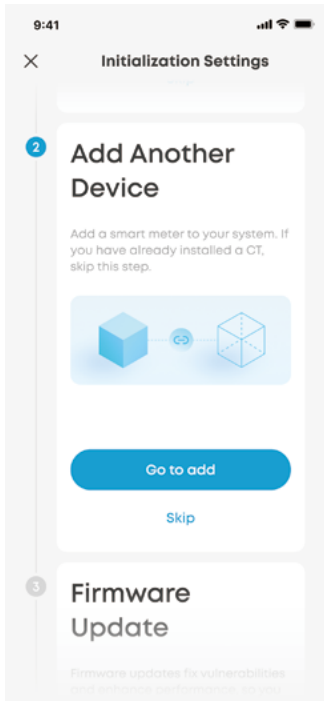 9:41
Initialization Settings
2
Add Another
Device
Add a smart meter to your system. If
you have already installed a CT,
skip this step.
Go to add
Skip
3
Firmware
Update
Firmware updates fix vulnerabilities
and enhance performance, so you